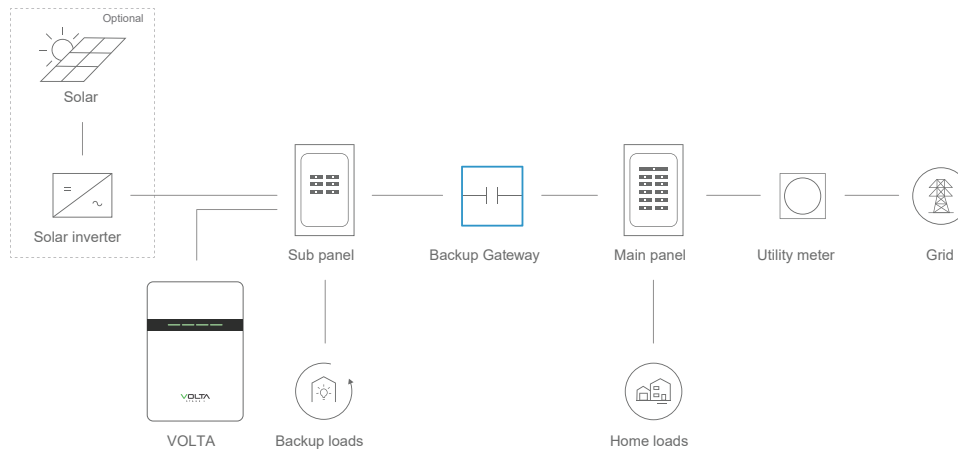 Optional
Solar
Solar inverter
Sub panel
Backup Gateway
Main panel
Utility meter
Grid
VOLTA
VOLTA
Backup loads
Home loads